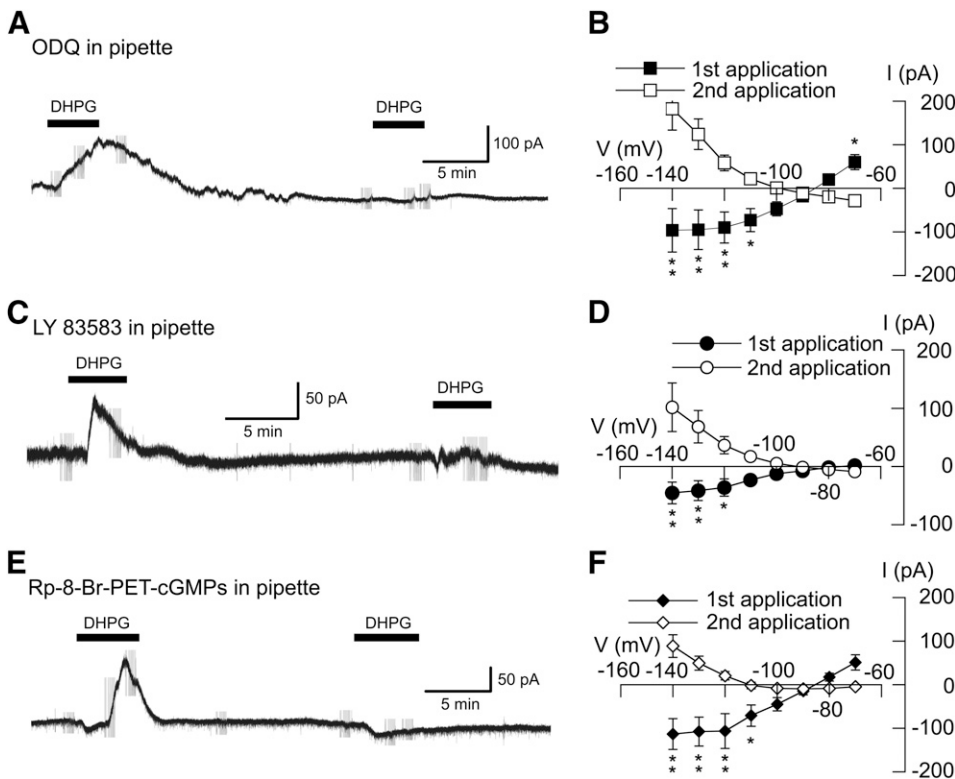 A
ODQ in pipette
DHPG
DHPG
100 pA
5 min
B
I (pA)
1st application
2nd application
200
100
0
-100
-200
V (mV)
-160 -140 -100 -60
*
* * * *
* * *
C
LY 83583 in pipette
DHPG
DHPG
50 pA
5 min
D
I (pA)
1st application
2nd application
200
100
0
-100
V (mV)
-160 -140 -100 -60
-80
* * *
* *
E
Rp-8-Br-PET-cGMPs in pipette
DHPG
DHPG
50 pA
5 min
F
I (pA)
1st application
2nd application
200
100
0
-100
-200
V (mV)
-160 -140 -100 -60
-80
* * * *
* * *